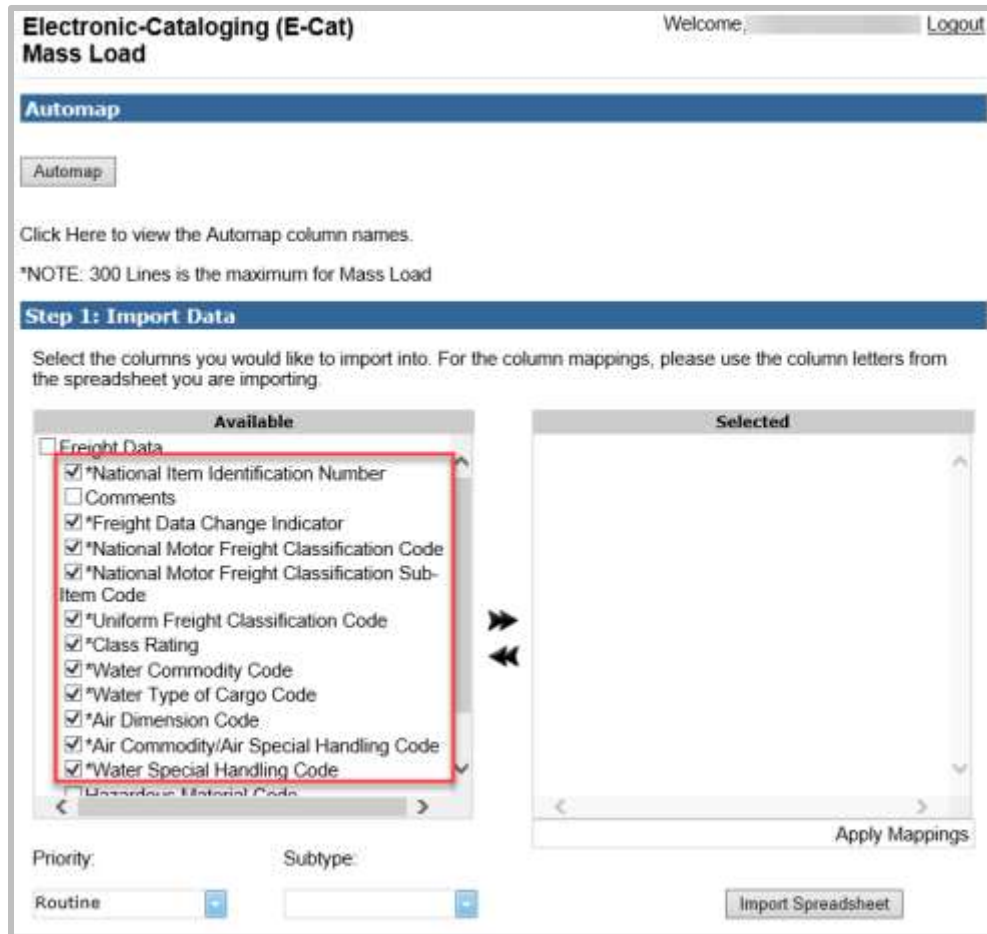 Electronic-Cataloging (E-Cat)
Mass Load
Welcome, Logout
Automap
Automap
Click Here to view the Automap column names.
*NOTE: 300 Lines is the maximum for Mass Load
Step 1: Import Data
Select the columns you would like to import into. For the column mappings, please use the column letters from
the spreadsheet you are importing.
Available
Freight Data
*National Item Identification Number
Comments
*Freight Data Change Indicator
*National Motor Freight Classification Code
*National Motor Freight Classification Sub-
Item Code
*Uniform Freight Classification Code
*Class Rating
*Water Commodity Code
*Water Type of Cargo Code
*Air Dimension Code
*Air Commodity/Air Special Handling Code
*Water Special Handling Code
Hazardous Material Code
Selected
Apply Mappings
Priority:
Subtype:
Routine
Import Spreadsheet